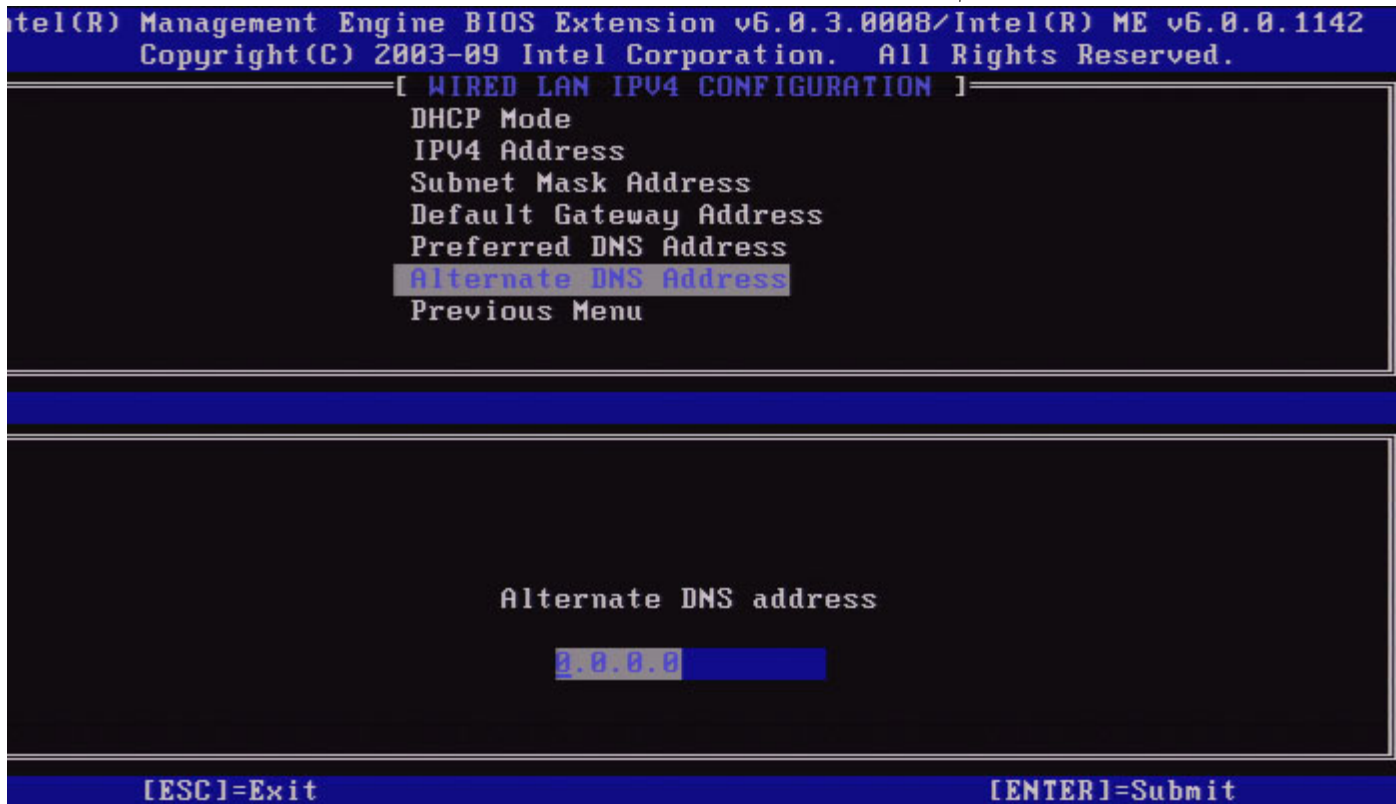 ntel(R) Management Engine BIOS Extension v6.0.3.0008/Intel(R) ME v6.0.0.1142
Copyright(C) 2003-09 Intel Corporation. All Rights Reserved.
[ WIRED LAN IPV4 CONFIGURATION ]
DHCP Mode
IPV4 Address
Subnet Mask Address
Default Gateway Address
Preferred DNS Address
Alternate DNS Address
Previous Menu
Alternate DNS address
0.0.0.0
[ESC]=Exit [ENTER]=Submit